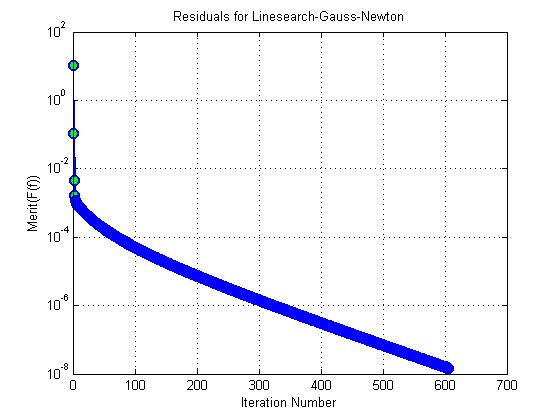 Residuals for Linesearch-Gauss-Newton
10^2
10^0
10^-2
10^-4
10^-6
10^-8
Merit(F(f))
0 100 200 300 400 500 600 700
Iteration Number